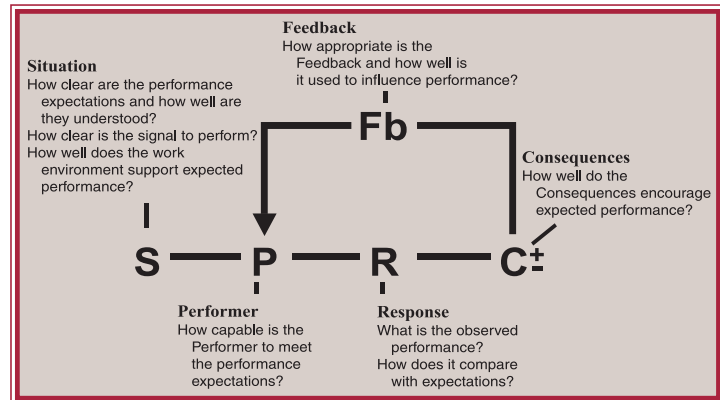 Feedback
How appropriate is the
Feedback and how well is
it used to influence performance?
Situation
How clear are the performance
expectations and how well are
they understood?
How clear is the signal to perform?
How well does the work
environment support expected
performance?
Fb
Consequences
How well do the
Consequences encourage
expected performance?
S P R C±
Performer
How capable is the
Performer to meet
the performance
expectations?
Response
What is the observed
performance?
How does it compare
with expectations?